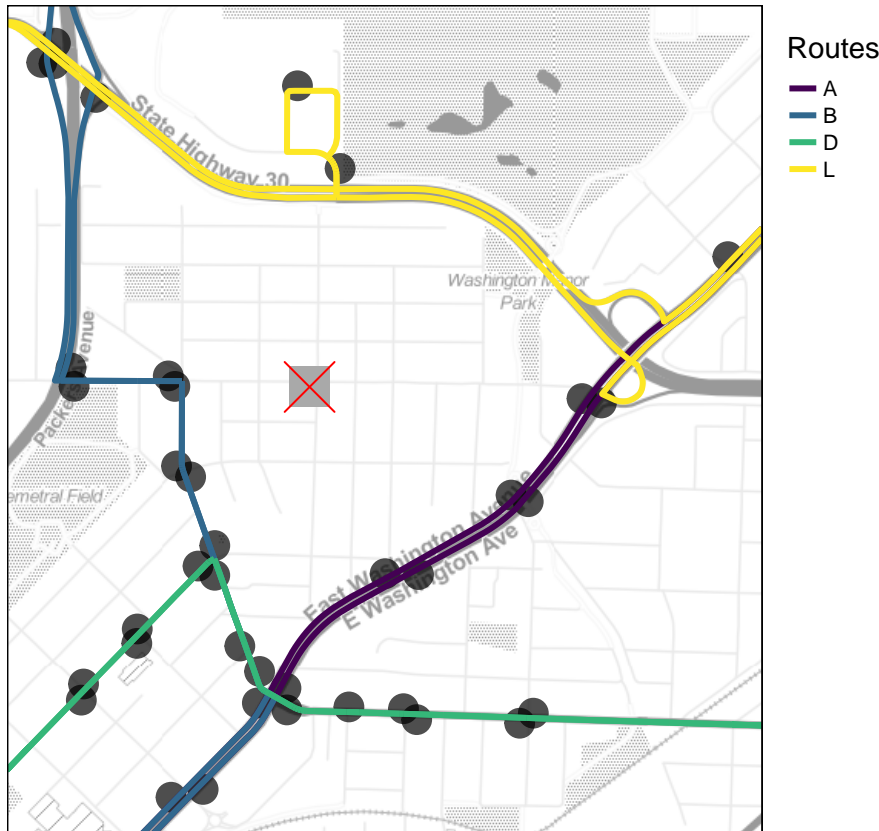 Routes
A
B
D
L
State Highway 30
Washington Manor
Park
Packers Avenue
emetral Field
East Washington Avenue
E Washington Ave